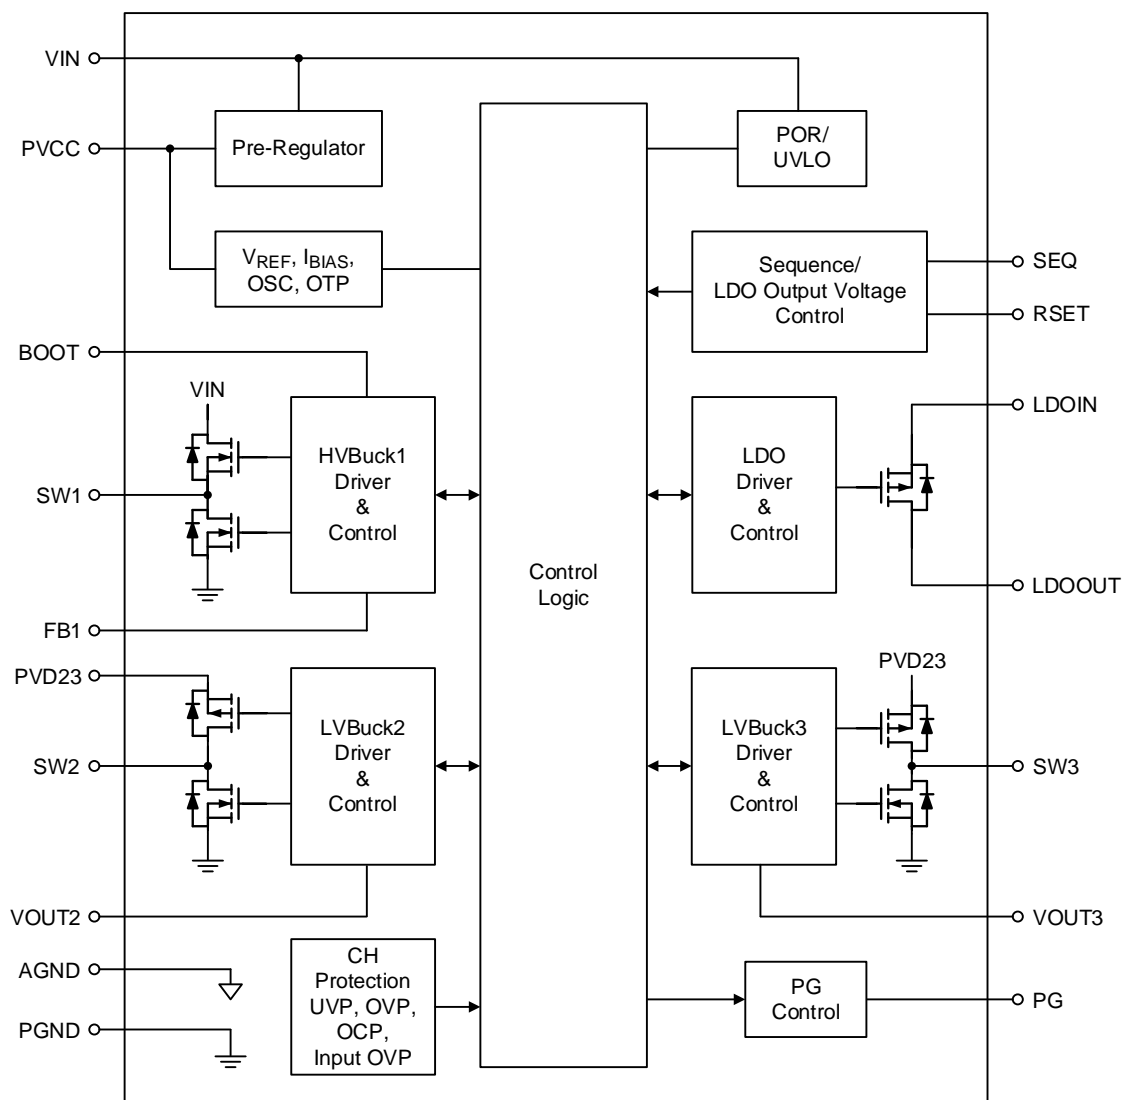 VIN
PVCC
Pre-Regulator
POR/
UVLO
VREF, IBIAS,
OSC, OTP
Sequence/
LDO Output Voltage
Control
SEQ
RSET
BOOT
VIN
SW1
HVBuck1
Driver
&
Control
FB1
Control
Logic
LDO
Driver
&
Control
LDOIN
LDOOUT
PVD23
SW2
LVBuck2
Driver
&
Control
VOUT2
LVBuck3
Driver
&
Control
PVD23
SW3
VOUT3
AGND
PGND
CH
Protection
UVP, OVP,
OCP,
Input OVP
PG
Control
PG